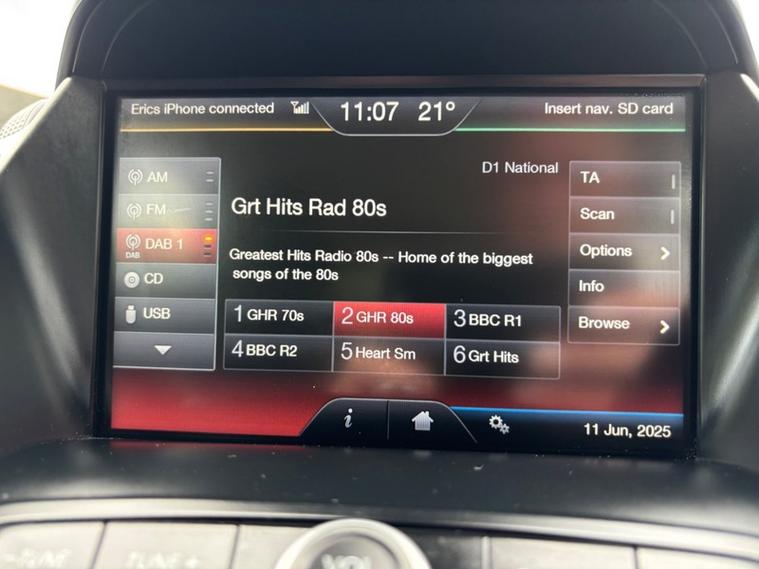 Erics iPhone connected
11:07 21°
Insert nav. SD card
AM
FM
DAB 1
DAB
CD
USB
D1 National
Grt Hits Rad 80s
Greatest Hits Radio 80s -- Home of the biggest
songs of the 80s
1 GHR 70s
2 GHR 80s
3 BBC R1
4 BBC R2
5 Heart Sm
6 Grt Hits
TA
Scan
Options
Info
Browse
i
11 Jun, 2025
-TUNE
TUNE +
VOL